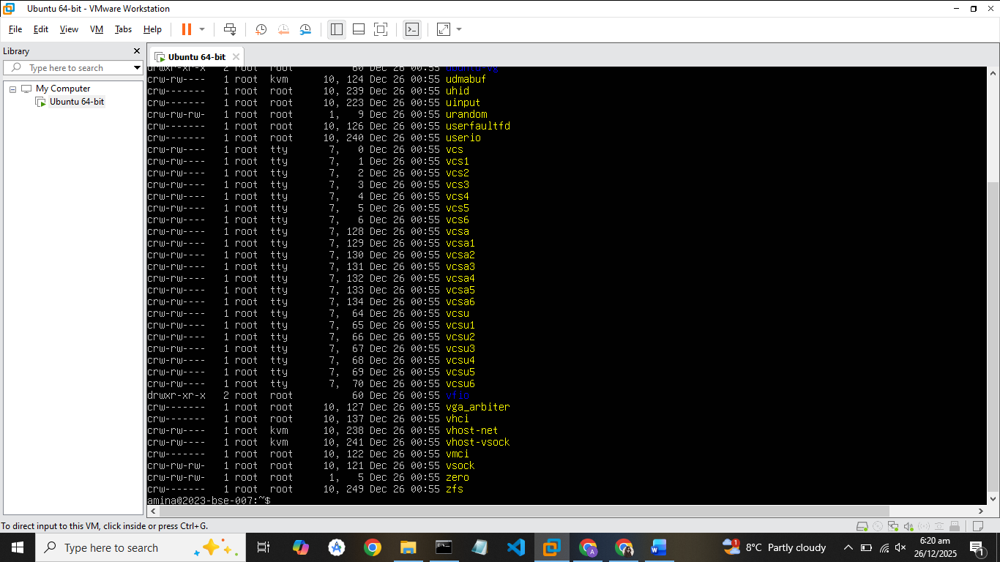 Ubuntu 64-bit - VMware Workstation
File Edit View VM Tabs Help
Library
Type here to search
My Computer
Ubuntu 64-bit
Ubuntu 64-bit
drwxr-xr-x 2 root root 60 Dec 26 00:55 ubuntu-vg
crw-rw---- 1 root kvm 10, 124 Dec 26 00:55 udmabuf
crw------- 1 root root 10, 239 Dec 26 00:55 uhid
crw------- 1 root root 10, 223 Dec 26 00:55 uinput
crw-rw-rw- 1 root root 1, 9 Dec 26 00:55 urandom
crw------- 1 root root 10, 126 Dec 26 00:55 userfaultfd
crw------- 1 root root 10, 240 Dec 26 00:55 userio
crw-rw---- 1 root tty 7, 0 Dec 26 00:55 vcs
crw-rw---- 1 root tty 7, 1 Dec 26 00:55 vcs1
crw-rw---- 1 root tty 7, 2 Dec 26 00:55 vcs2
crw-rw---- 1 root tty 7, 3 Dec 26 00:55 vcs3
crw-rw---- 1 root tty 7, 4 Dec 26 00:55 vcs4
crw-rw---- 1 root tty 7, 5 Dec 26 00:55 vcs5
crw-rw---- 1 root tty 7, 6 Dec 26 00:55 vcs6
crw-rw---- 1 root tty 7, 128 Dec 26 00:55 vcsa
crw-rw---- 1 root tty 7, 129 Dec 26 00:55 vcsa1
crw-rw---- 1 root tty 7, 130 Dec 26 00:55 vcsa2
crw-rw---- 1 root tty 7, 131 Dec 26 00:55 vcsa3
crw-rw---- 1 root tty 7, 132 Dec 26 00:55 vcsa4
crw-rw---- 1 root tty 7, 133 Dec 26 00:55 vcsa5
crw-rw---- 1 root tty 7, 134 Dec 26 00:55 vcsa6
crw-rw---- 1 root tty 7, 64 Dec 26 00:55 vcsu
crw-rw---- 1 root tty 7, 65 Dec 26 00:55 vcsu1
crw-rw---- 1 root tty 7, 66 Dec 26 00:55 vcsu2
crw-rw---- 1 root tty 7, 67 Dec 26 00:55 vcsu3
crw-rw---- 1 root tty 7, 68 Dec 26 00:55 vcsu4
crw-rw---- 1 root tty 7, 69 Dec 26 00:55 vcsu5
crw-rw---- 1 root tty 7, 70 Dec 26 00:55 vcsu6
drwxr-xr-x 2 root root 60 Dec 26 00:55 vfio
crw------- 1 root root 10, 127 Dec 26 00:55 vga_arbiter
crw------- 1 root root 10, 137 Dec 26 00:55 vhci
crw-rw---- 1 root kvm 10, 238 Dec 26 00:55 vhost-net
crw-rw---- 1 root kvm 10, 241 Dec 26 00:55 vhost-vsock
crw------- 1 root root 10, 122 Dec 26 00:55 vmci
crw-rw-rw- 1 root root 10, 121 Dec 26 00:55 vsock
crw-rw-rw- 1 root root 1, 5 Dec 26 00:55 zero
crw------- 1 root root 10, 249 Dec 26 00:55 zfs
amina@2023-bse-007:~$
To direct input to this VM, click inside or press Ctrl+G.
Type here to search
8°C Partly cloudy
6:20 am
26/12/2025